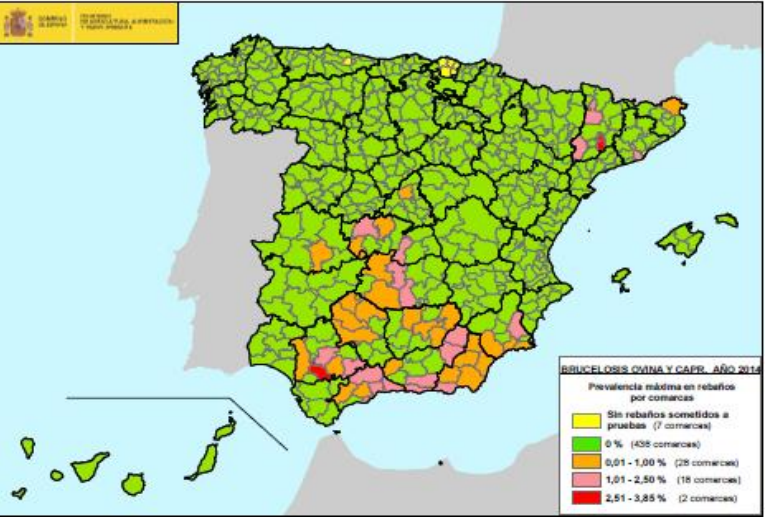 GOBIERNO
DE ESPAÑA
MINISTERIO
DE AGRICULTURA, ALIMENTACIÓN
Y MEDIO AMBIENTE
BRUCELOSIS OVINA Y CAPR. AÑO 2014
Prevalencia máxima en rebaños
por comarcas
Sin rebaños sometidos a
pruebas (7 comarcas)
0 % (438 comarcas)
0,01 - 1,00 % (28 comarcas)
1,01 - 2,50 % (18 comarcas)
2,51 - 3,85 % (2 comarcas)